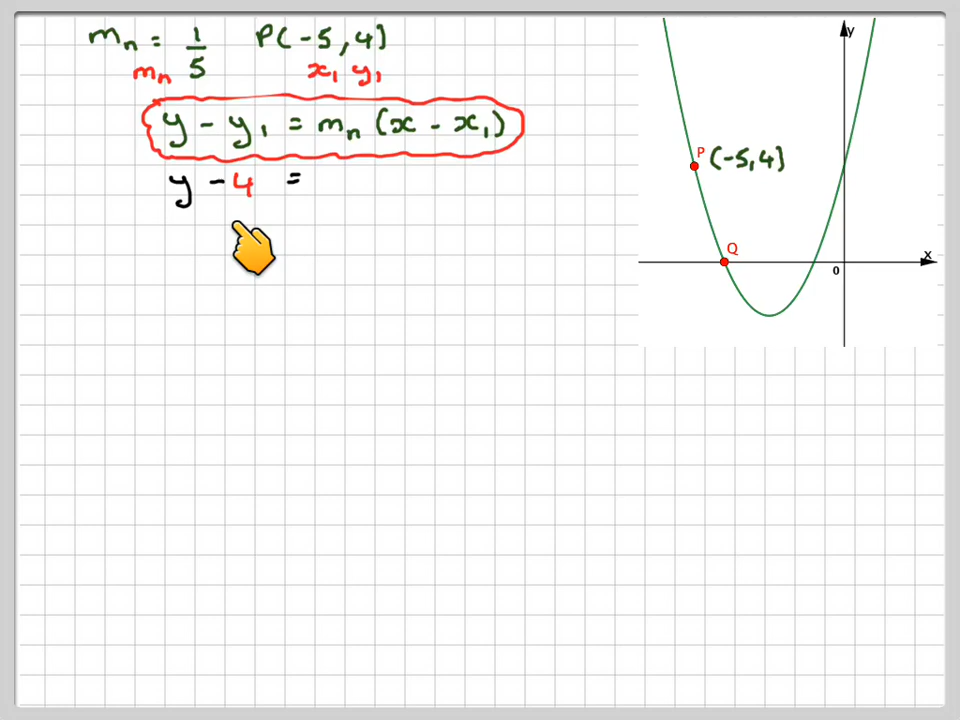 mₙ = 1/5 P(-5,4)
mₙ x₁ y₁
y - y₁ = mₙ (x - x₁)
y - 4 =
y
P (-5,4)
Q
x
0